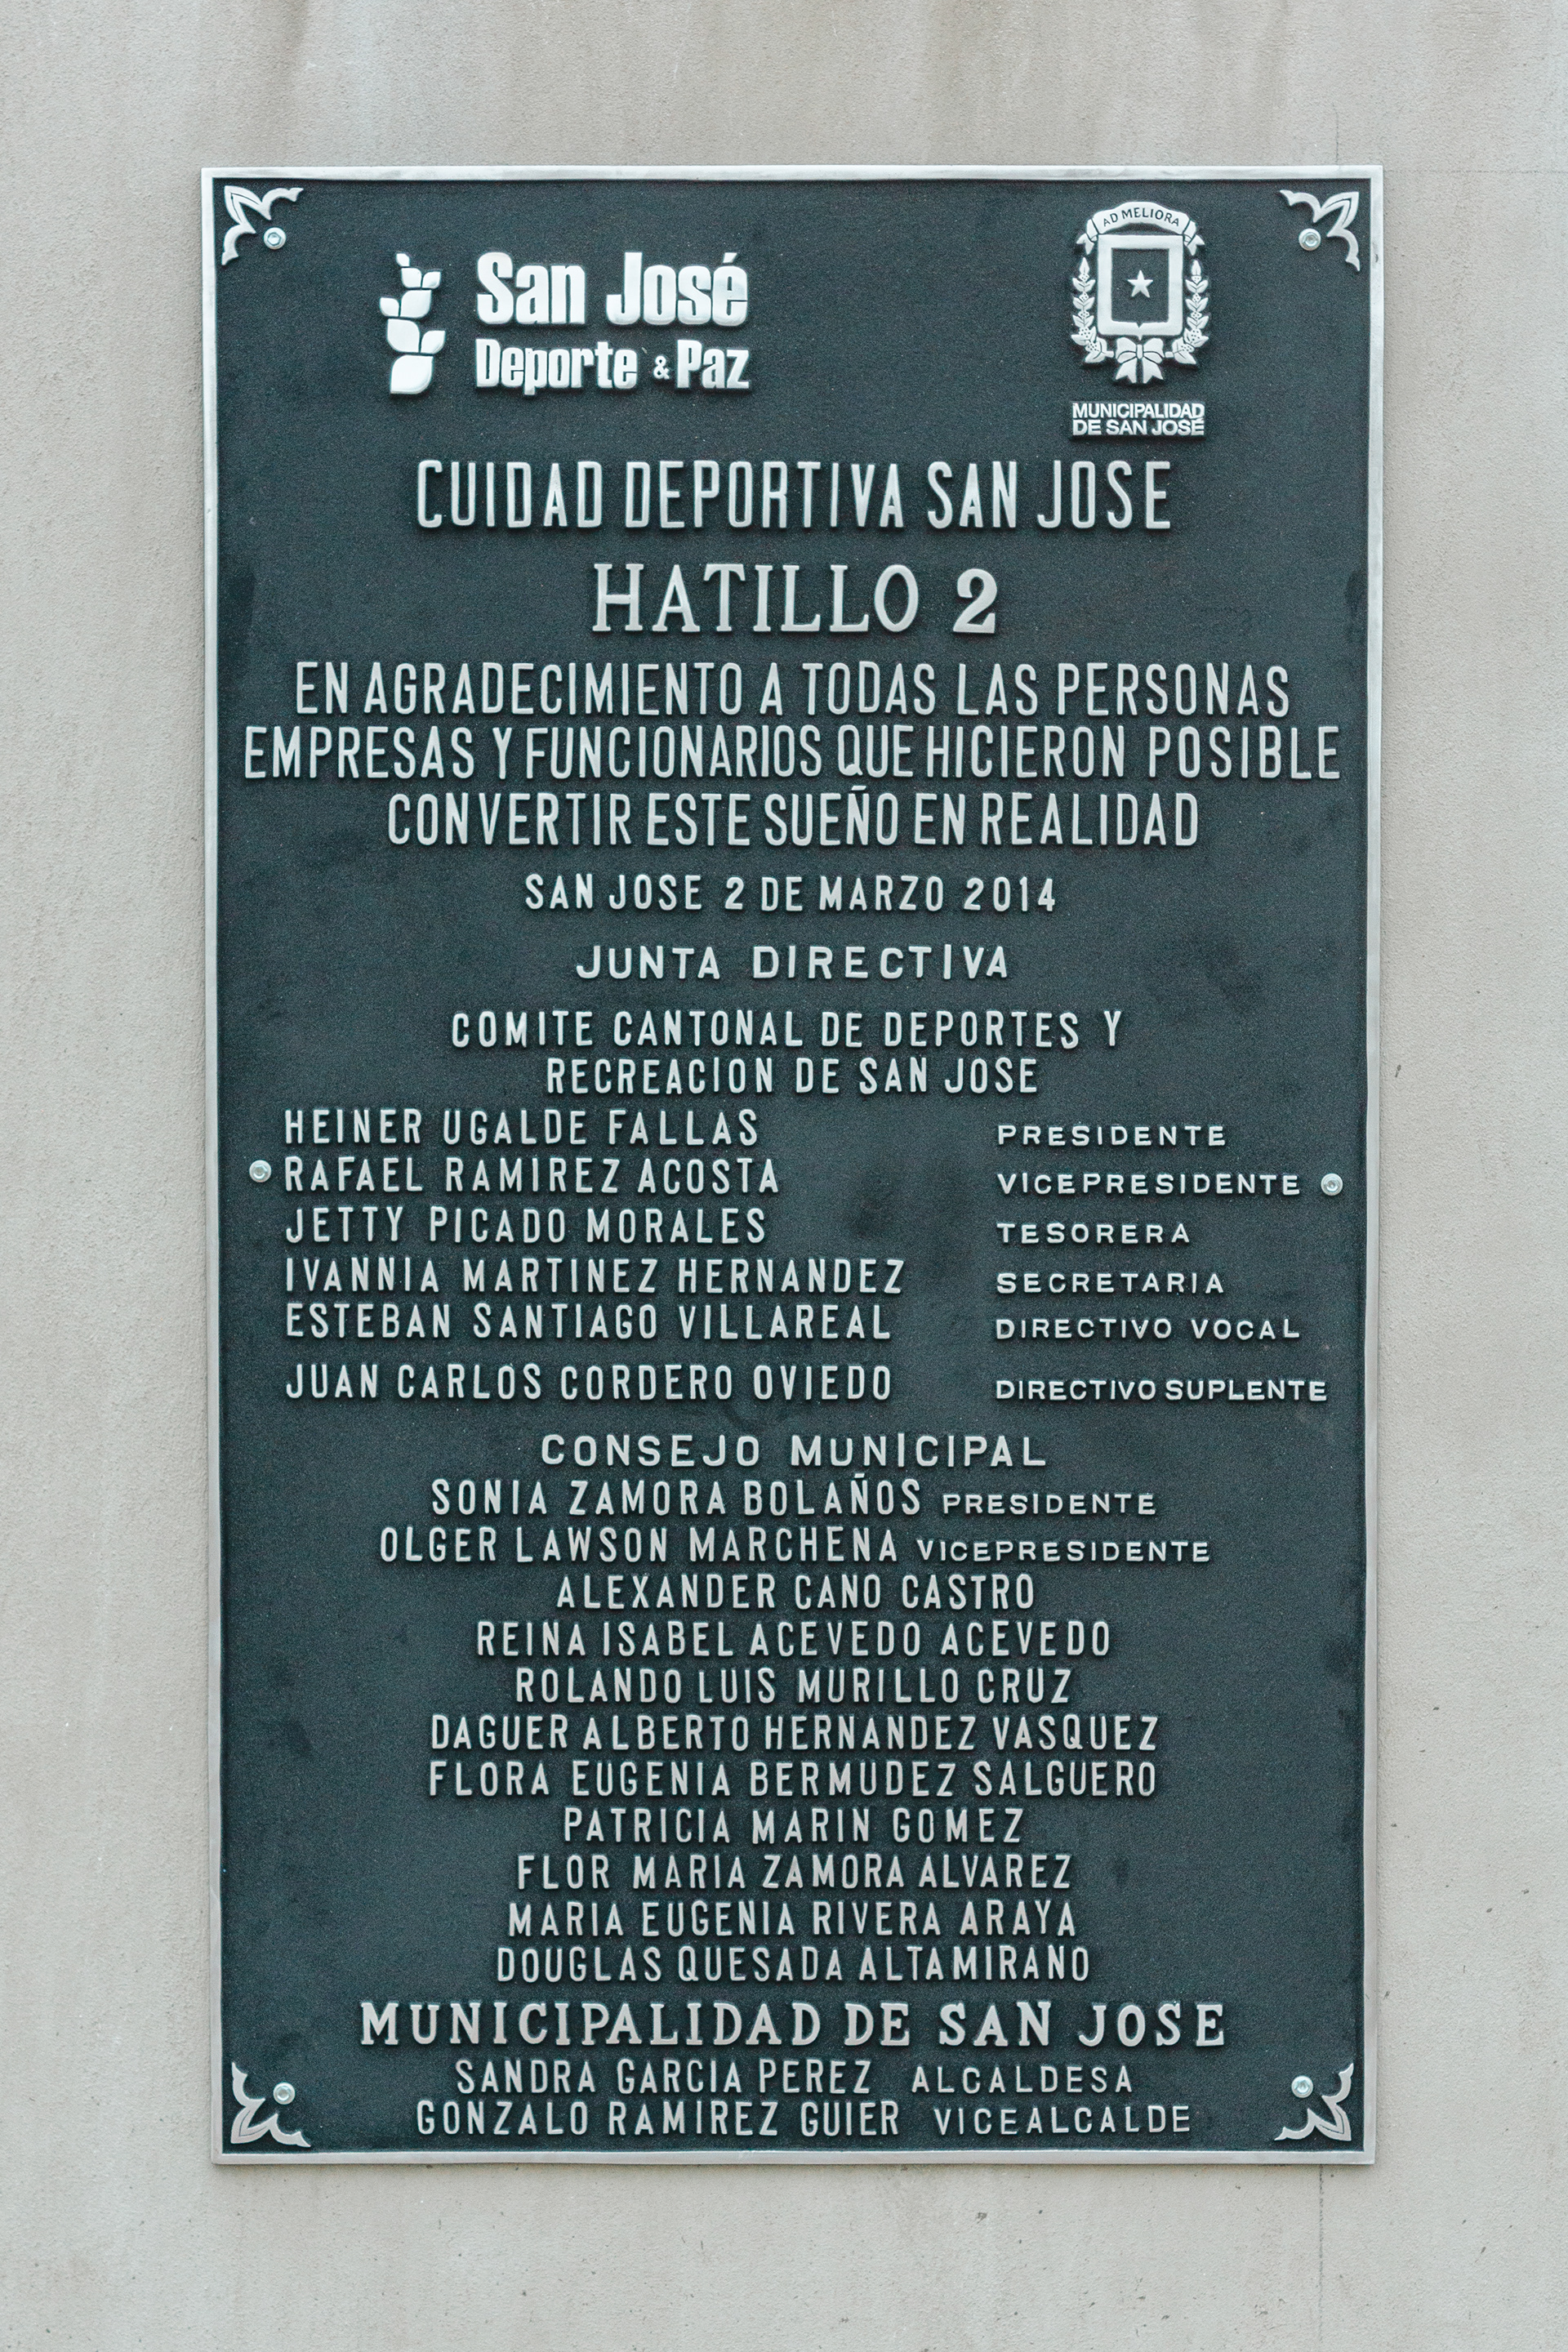 San José
Deporte & Paz
AD MELIORA
MUNICIPALIDAD
DE SAN JOSÉ
CUIDAD DEPORTIVA SAN JOSE
HATILLO 2
EN AGRADECIMIENTO A TODAS LAS PERSONAS
EMPRESAS Y FUNCIONARIOS QUE HICIERON POSIBLE
CONVERTIR ESTE SUEÑO EN REALIDAD
SAN JOSE 2 DE MARZO 2014
JUNTA DIRECTIVA
COMITE CANTONAL DE DEPORTES Y
RECREACION DE SAN JOSE
HEINER UGALDE FALLAS PRESIDENTE
RAFAEL RAMIREZ ACOSTA VICEPRESIDENTE
JETTY PICADO MORALES TESORERA
IVANNIA MARTINEZ HERNANDEZ SECRETARIA
ESTEBAN SANTIAGO VILLAREAL DIRECTIVO VOCAL
JUAN CARLOS CORDERO OVIEDO DIRECTIVO SUPLENTE
CONSEJO MUNICIPAL
SONIA ZAMORA BOLAÑOS PRESIDENTE
OLGER LAWSON MARCHENA VICEPRESIDENTE
ALEXANDER CANO CASTRO
REINA ISABEL ACEVEDO ACEVEDO
ROLANDO LUIS MURILLO CRUZ
DAGUER ALBERTO HERNANDEZ VASQUEZ
FLORA EUGENIA BERMUDEZ SALGUERO
PATRICIA MARIN GOMEZ
FLOR MARIA ZAMORA ALVAREZ
MARIA EUGENIA RIVERA ARAYA
DOUGLAS QUESADA ALTAMIRANO
MUNICIPALIDAD DE SAN JOSE
SANDRA GARCIA PEREZ ALCALDESA
GONZALO RAMIREZ GUIER VICEALCALDE